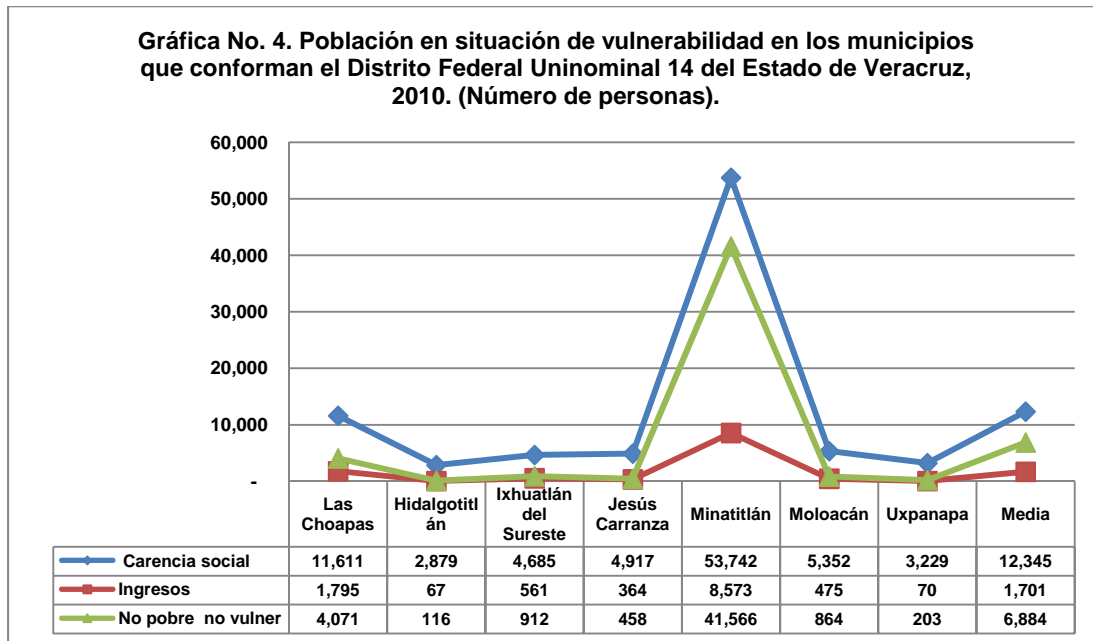 Gráfica No. 4. Población en situación de vulnerabilidad en los municipios
que conforman el Distrito Federal Uninominal 14 del Estado de Veracruz,
2010. (Número de personas).
60,000
50,000
40,000
30,000
20,000
10,000
-
Las Choapas Hidalgotitlán Ixhuatlán del Sureste Jesús Carranza Minatitlán Moloacán Uxpanapa Media
Carencia social 11,611 2,879 4,685 4,917 53,742 5,352 3,229 12,345
Ingresos 1,795 67 561 364 8,573 475 70 1,701
No pobre no vulner 4,071 116 912 458 41,566 864 203 6,884